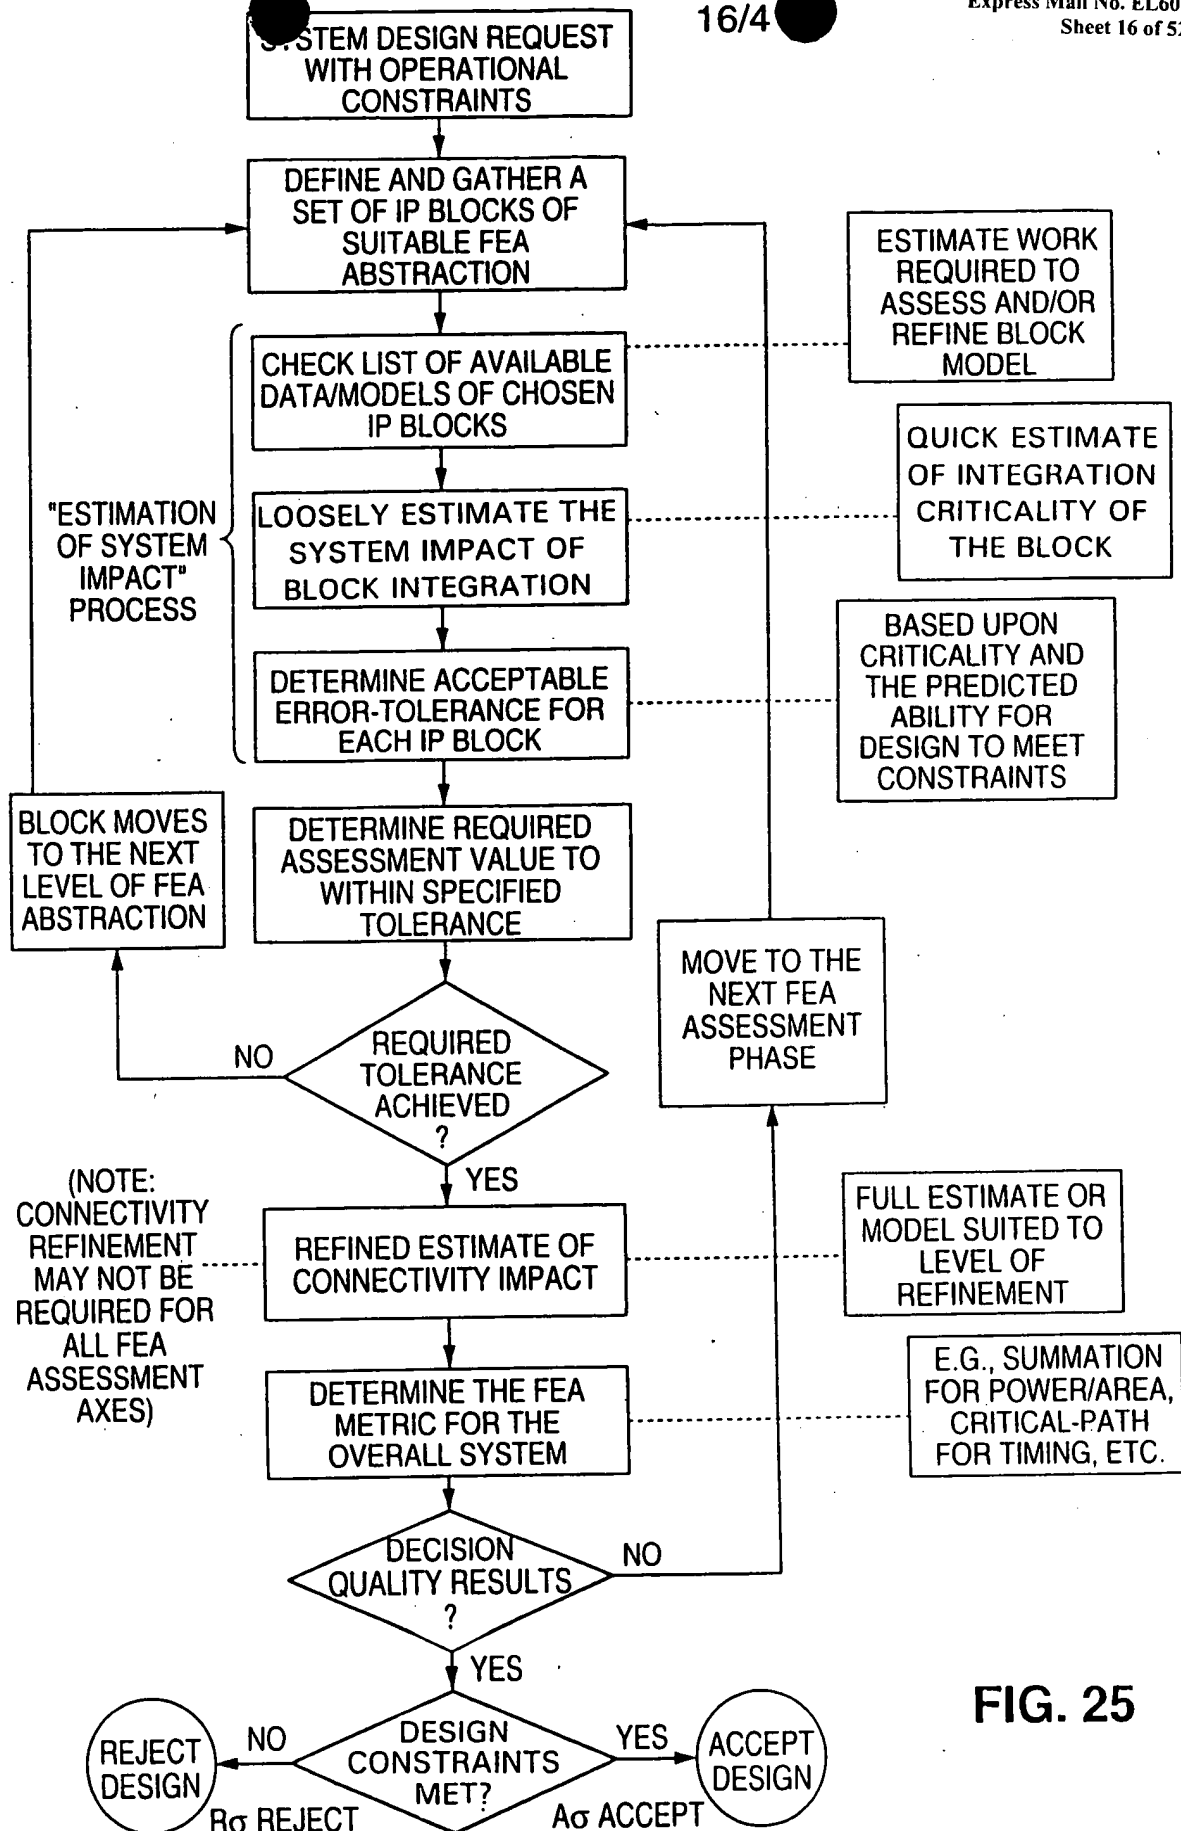 16/4
Express Mail No. EL60
Sheet 16 of 52
SYSTEM DESIGN REQUEST
WITH OPERATIONAL
CONSTRAINTS
DEFINE AND GATHER A
SET OF IP BLOCKS OF
SUITABLE FEA
ABSTRACTION
ESTIMATE WORK
REQUIRED TO
ASSESS AND/OR
REFINE BLOCK
MODEL
CHECK LIST OF AVAILABLE
DATA/MODELS OF CHOSEN
IP BLOCKS
QUICK ESTIMATE
OF INTEGRATION
CRITICALITY OF
THE BLOCK
"ESTIMATION
OF SYSTEM
IMPACT"
PROCESS
LOOSELY ESTIMATE THE
SYSTEM IMPACT OF
BLOCK INTEGRATION
BASED UPON
CRITICALITY AND
THE PREDICTED
ABILITY FOR
DESIGN TO MEET
CONSTRAINTS
DETERMINE ACCEPTABLE
ERROR-TOLERANCE FOR
EACH IP BLOCK
BLOCK MOVES
TO THE NEXT
LEVEL OF FEA
ABSTRACTION
DETERMINE REQUIRED
ASSESSMENT VALUE TO
WITHIN SPECIFIED
TOLERANCE
MOVE TO THE
NEXT FEA
ASSESSMENT
PHASE
NO
REQUIRED
TOLERANCE
ACHIEVED
?
YES
(NOTE:
CONNECTIVITY
REFINEMENT
MAY NOT BE
REQUIRED FOR
ALL FEA
ASSESSMENT
AXES)
REFINED ESTIMATE OF
CONNECTIVITY IMPACT
FULL ESTIMATE OR
MODEL SUITED TO
LEVEL OF
REFINEMENT
DETERMINE THE FEA
METRIC FOR THE
OVERALL SYSTEM
E.G., SUMMATION
FOR POWER/AREA,
CRITICAL-PATH
FOR TIMING, ETC.
DECISION
QUALITY RESULTS
?
NO
YES
REJECT
DESIGN
NO
DESIGN
CONSTRAINTS
MET?
YES
ACCEPT
DESIGN
Rσ REJECT
Aσ ACCEPT
FIG. 25